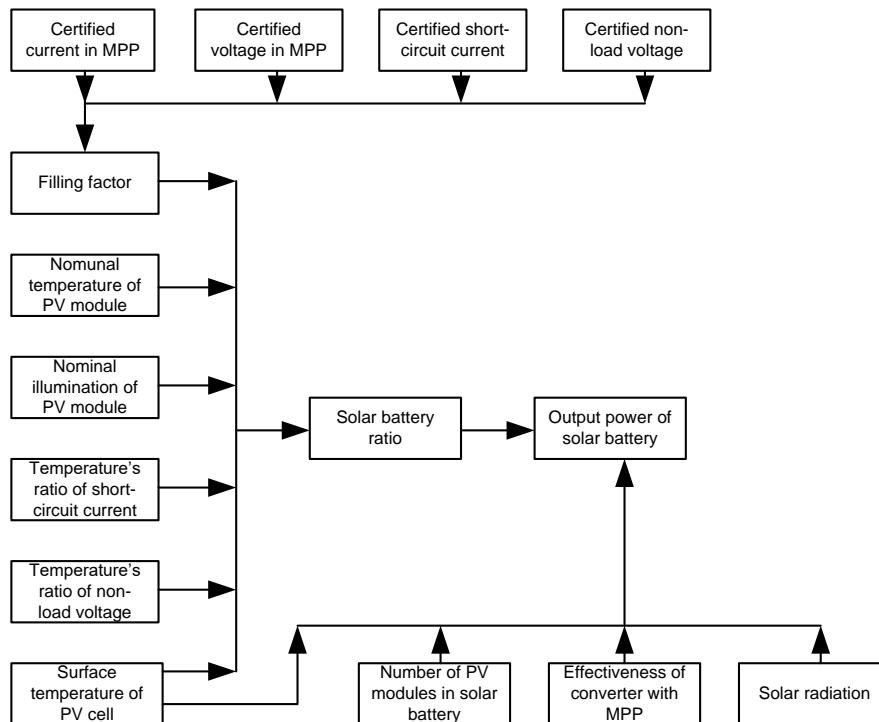 Certified
current in MPP
Certified
voltage in MPP
Certified short-
circuit current
Certified non-
load voltage
Filling factor
Nomunal
temperature of
PV module
Nominal
illumination of
PV module
Solar battery
ratio
Output power of
solar battery
Temperature’s
ratio of short-
circuit current
Temperature’s
ratio of non-
load voltage
Surface
temperature of
PV cell
Number of PV
modules in solar
battery
Effectiveness of
converter with
MPP
Solar radiation